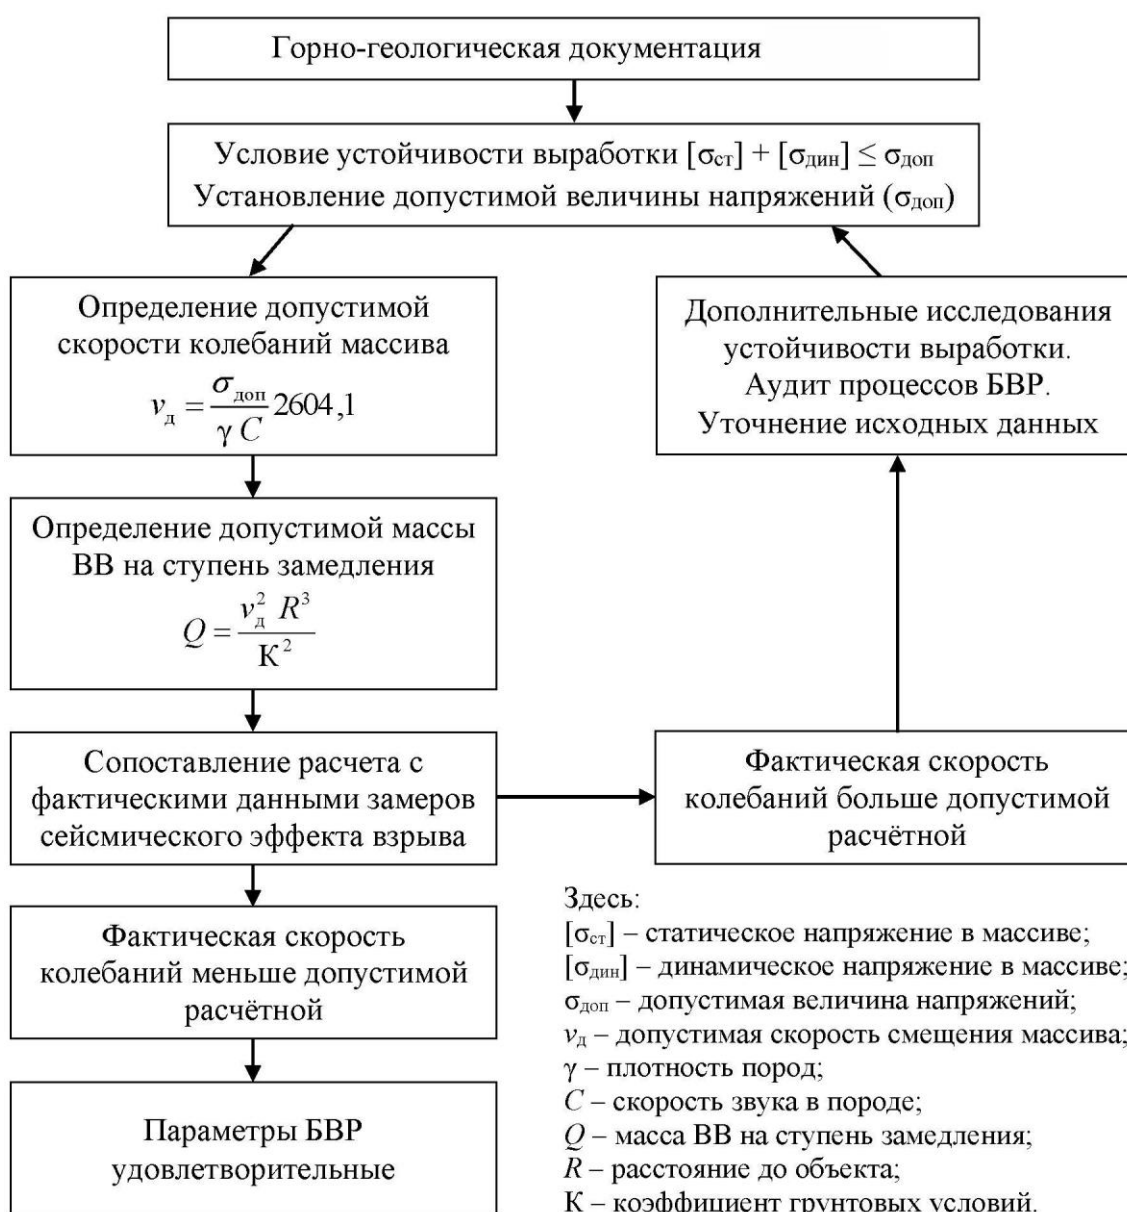 Горно-геологическая документация
Условие устойчивости выработки [σст] + [σдин] ≤ σдоп
Установление допустимой величины напряжений (σдоп)
Определение допустимой
скорости колебаний массива
vд = σдоп / γ C 2604,1
Определение допустимой массы
ВВ на ступень замедления
Q = vд² R³ / К²
Сопоставление расчета с
фактическими данными замеров
сейсмического эффекта взрыва
Фактическая скорость
колебаний меньше допустимой
расчётной
Параметры БВР
удовлетворительные
Дополнительные исследования
устойчивости выработки.
Аудит процессов БВР.
Уточнение исходных данных
Фактическая скорость
колебаний больше допустимой
расчётной
Здесь:
[σст] – статическое напряжение в массиве;
[σдин] – динамическое напряжение в массиве;
σдоп – допустимая величина напряжений;
vд – допустимая скорость смещения массива;
γ – плотность пород;
C – скорость звука в породе;
Q – масса ВВ на ступень замедления;
R – расстояние до объекта;
К – коэффициент грунтовых условий.